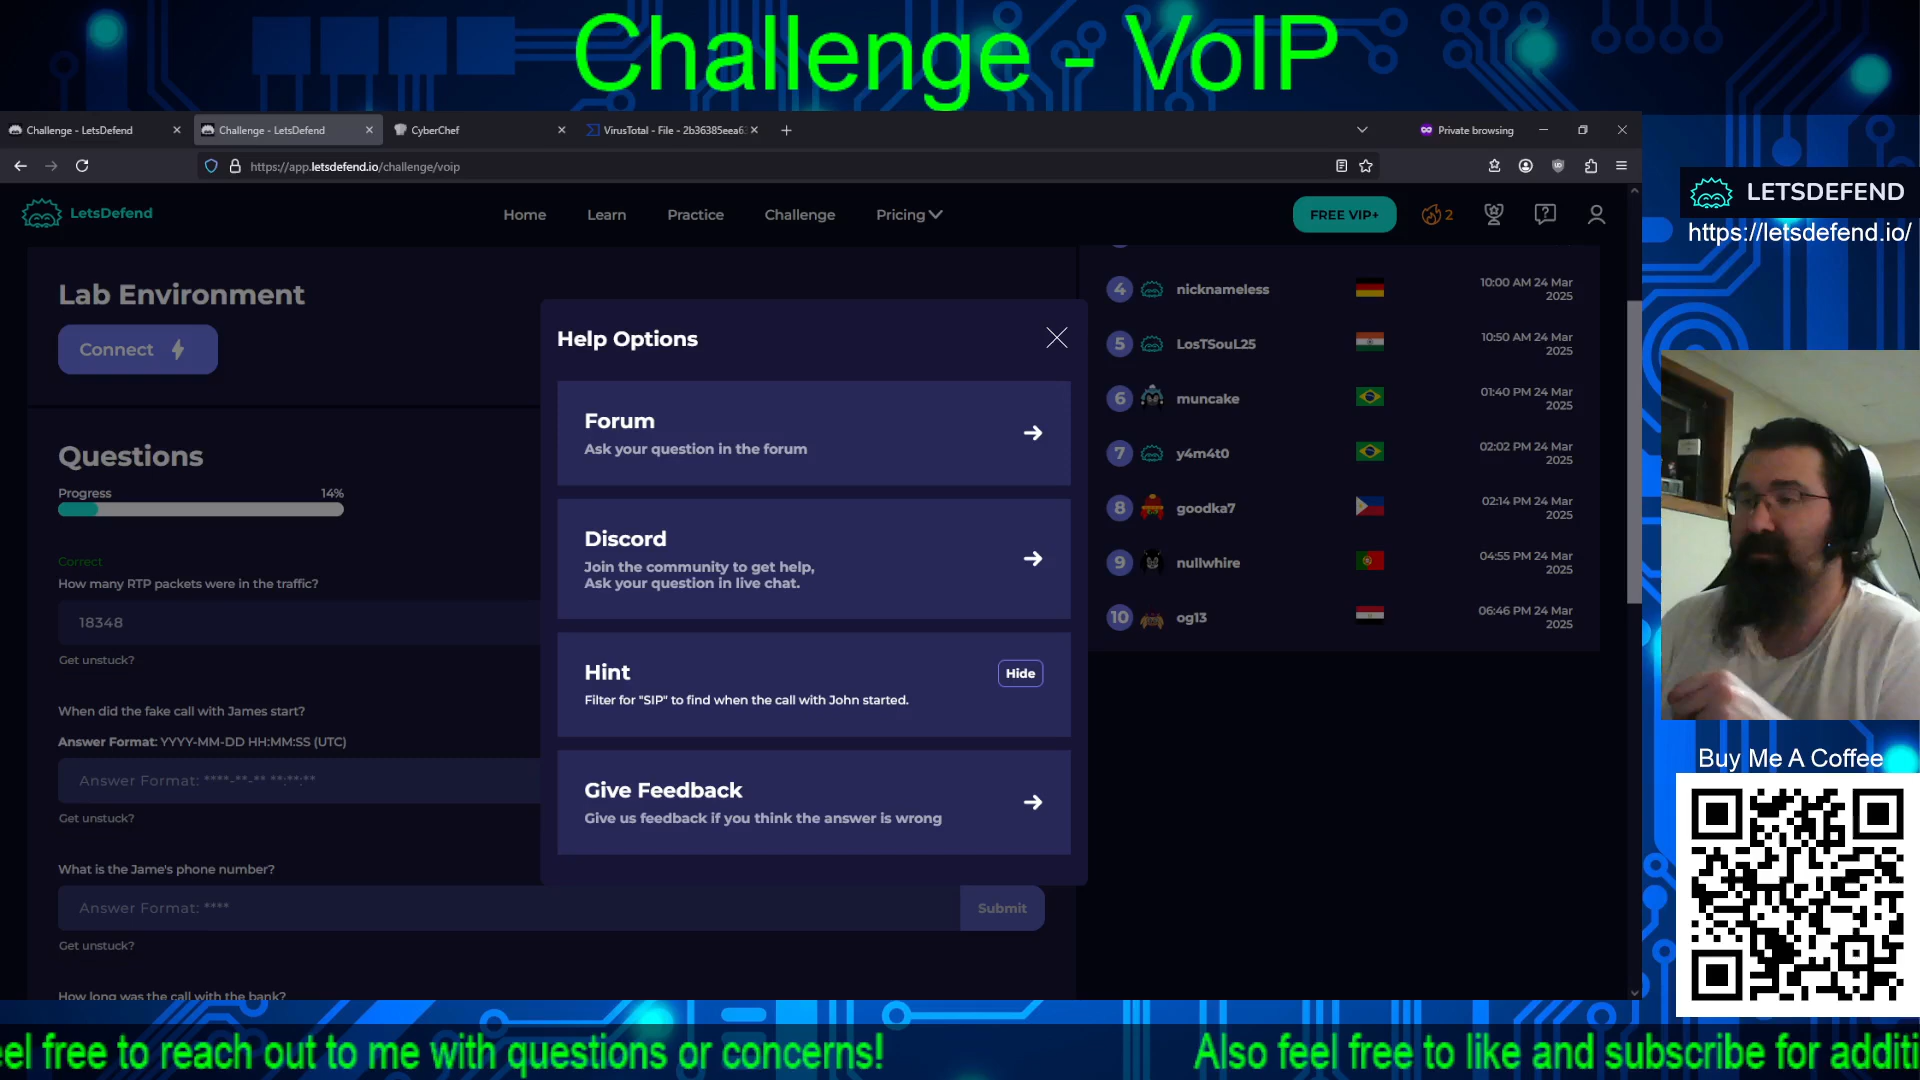 Challenge - VoIP
Challenge - LetsDefend
Challenge - LetsDefend
CyberChef
VirusTotal - File - 2b36385eea6
Private browsing
https://app.letsdefend.io/challenge/voip
LetsDefend
Home
Learn
Practice
Challenge
Pricing
FREE VIP+
2
LETSDEFEND
https://letsdefend.io/
Lab Environment
Connect
Questions
Progress
14%
Correct
How many RTP packets were in the traffic?
18348
Get unstuck?
When did the fake call with James start?
Answer Format: YYYY-MM-DD HH:MM:SS (UTC)
Answer Format: ****-**-** **:**:**
Get unstuck?
What is the Jame's phone number?
Answer Format: ****
Submit
Get unstuck?
How long was the call with the bank?
Help Options
Forum
Ask your question in the forum
Discord
Join the community to get help,
Ask your question in live chat.
Hint
Hide
Filter for "SIP" to find when the call with John started.
Give Feedback
Give us feedback if you think the answer is wrong
4 nicknameless 10:00 AM 24 Mar
2025
5 LosTSouL25 10:50 AM 24 Mar
2025
6 muncake 01:40 PM 24 Mar
2025
7 y4m4t0 02:02 PM 24 Mar
2025
8 goodka7 02:14 PM 24 Mar
2025
9 nullwhire 04:55 PM 24 Mar
2025
10 og13 06:46 PM 24 Mar
2025
Buy Me A Coffee
eel free to reach out to me with questions or concerns!
Also feel free to like and subscribe for additi